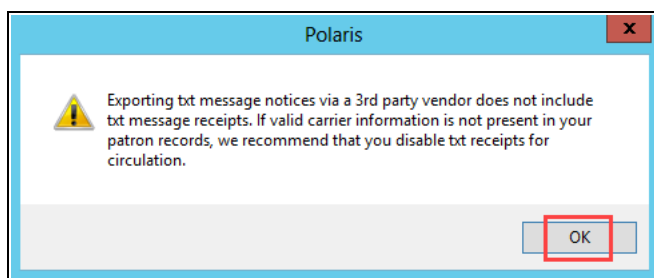 Polaris
x
Exporting txt message notices via a 3rd party vendor does not include
txt message receipts. If valid carrier information is not present in your
patron records, we recommend that you disable txt receipts for
circulation.
OK